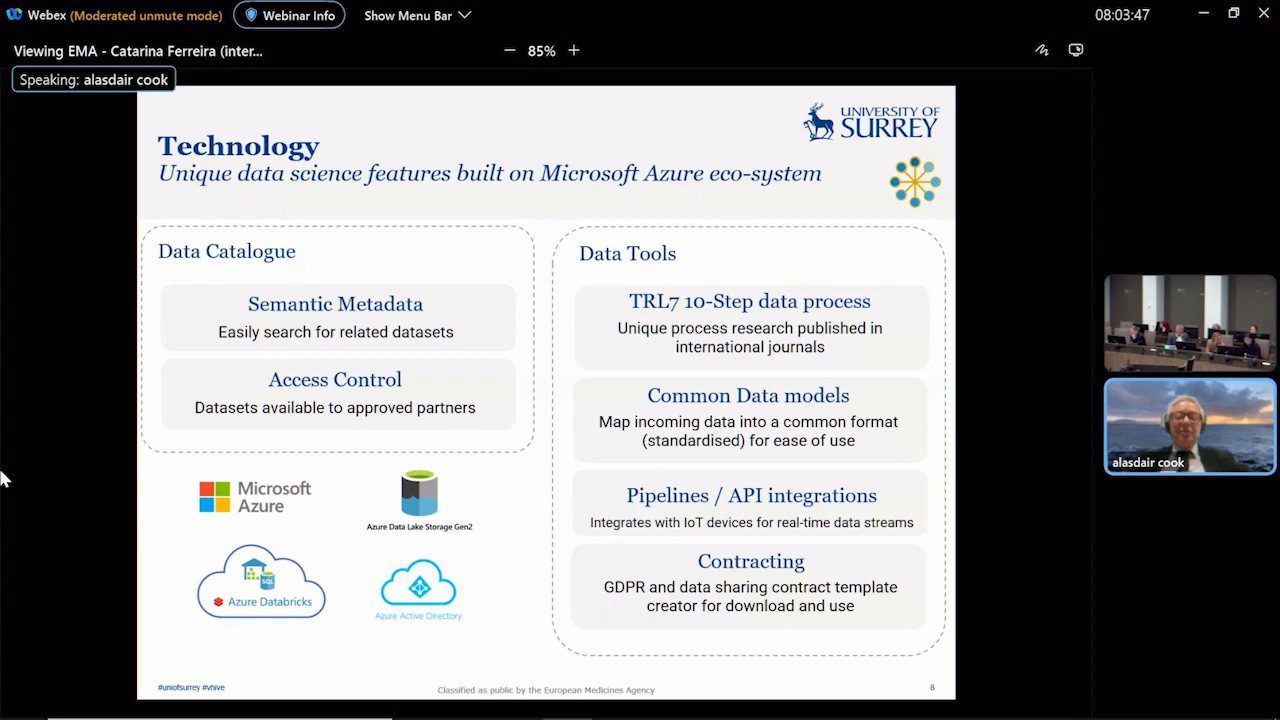 Webex (Moderated unmute mode) Webinar Info Show Menu Bar 08:03:47
Viewing EMA - Catarina Ferreira (inter... 85%
Speaking: alasdair cook
UNIVERSITY OF
SURREY
Technology
Unique data science features built on Microsoft Azure eco-system
Data Catalogue
Semantic Metadata
Easily search for related datasets
Access Control
Datasets available to approved partners
Microsoft
Azure
Azure Data Lake Storage Gen2
SQL
Azure Databricks
Azure Active Directory
Data Tools
TRL7 10-Step data process
Unique process research published in
international journals
Common Data models
Map incoming data into a common format
(standardised) for ease of use
Pipelines / API integrations
Integrates with IoT devices for real-time data streams
Contracting
GDPR and data sharing contract template
creator for download and use
#uniofsurrey #vhive
Classified as public by the European Medicines Agency
8
alasdair cook